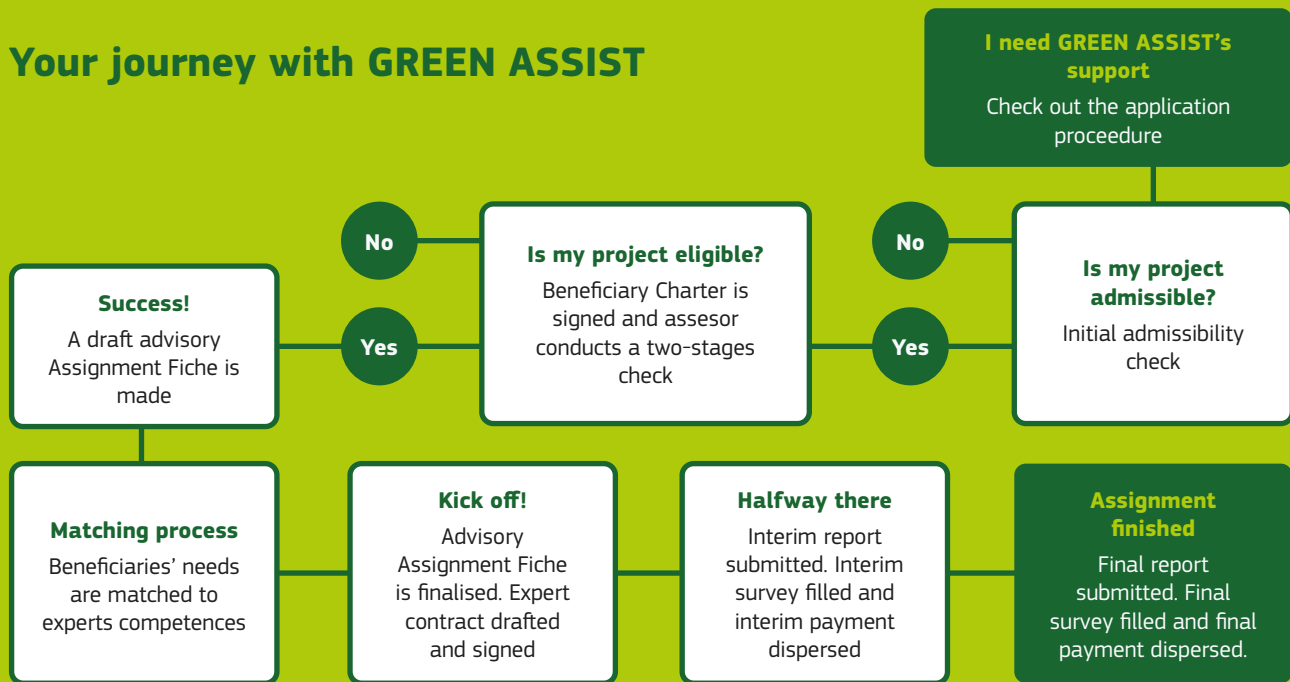 Your journey with GREEN ASSIST
I need GREEN ASSIST's
support
Check out the application
proceedure
Is my project
admissible?
Initial admissibility
check
No
Yes
Is my project eligible?
Beneficiary Charter is
signed and assesor
conducts a two-stages
check
No
Yes
Success!
A draft advisory
Assignment Fiche is
made
Matching process
Beneficiaries' needs
are matched to
experts competences
Kick off!
Advisory
Assignment Fiche
is finalised. Expert
contract drafted
and signed
Halfway there
Interim report
submitted. Interim
survey filled and
interim payment
dispersed
Assignment
finished
Final report
submitted. Final
survey filled and final
payment dispersed.